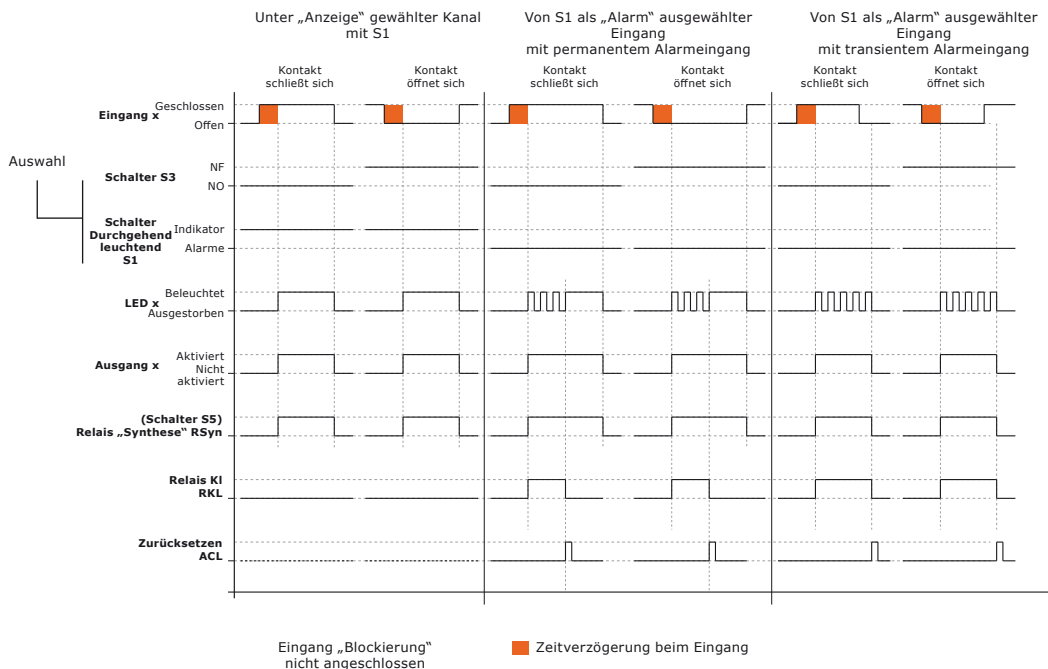 Unter „Anzeige“ gewählter Kanal
mit S1
Von S1 als „Alarm“ ausgewählter
Eingang
mit permanentem Alarmeingang
Von S1 als „Alarm“ ausgewählter
Eingang
mit transientem Alarmeingang
Kontakt
schließt sich
Kontakt
öffnet sich
Kontakt
schließt sich
Kontakt
öffnet sich
Kontakt
schließt sich
Kontakt
öffnet sich
Eingang x
Geschlossen
Offen
Auswahl
Schalter S3
NF
NO
Schalter
Durchgehend
leuchtend
S1
Indikator
Alarme
LED x
Beleuchtet
Ausgestorben
Ausgang x
Aktiviert
Nicht
aktiviert
(Schalter S5)
Relais „Synthese“ RSyn
Relais Kl
RKL
Zurücksetzen
ACL
Eingang „Blockierung“
nicht angeschlossen
Zeitverzögerung beim Eingang